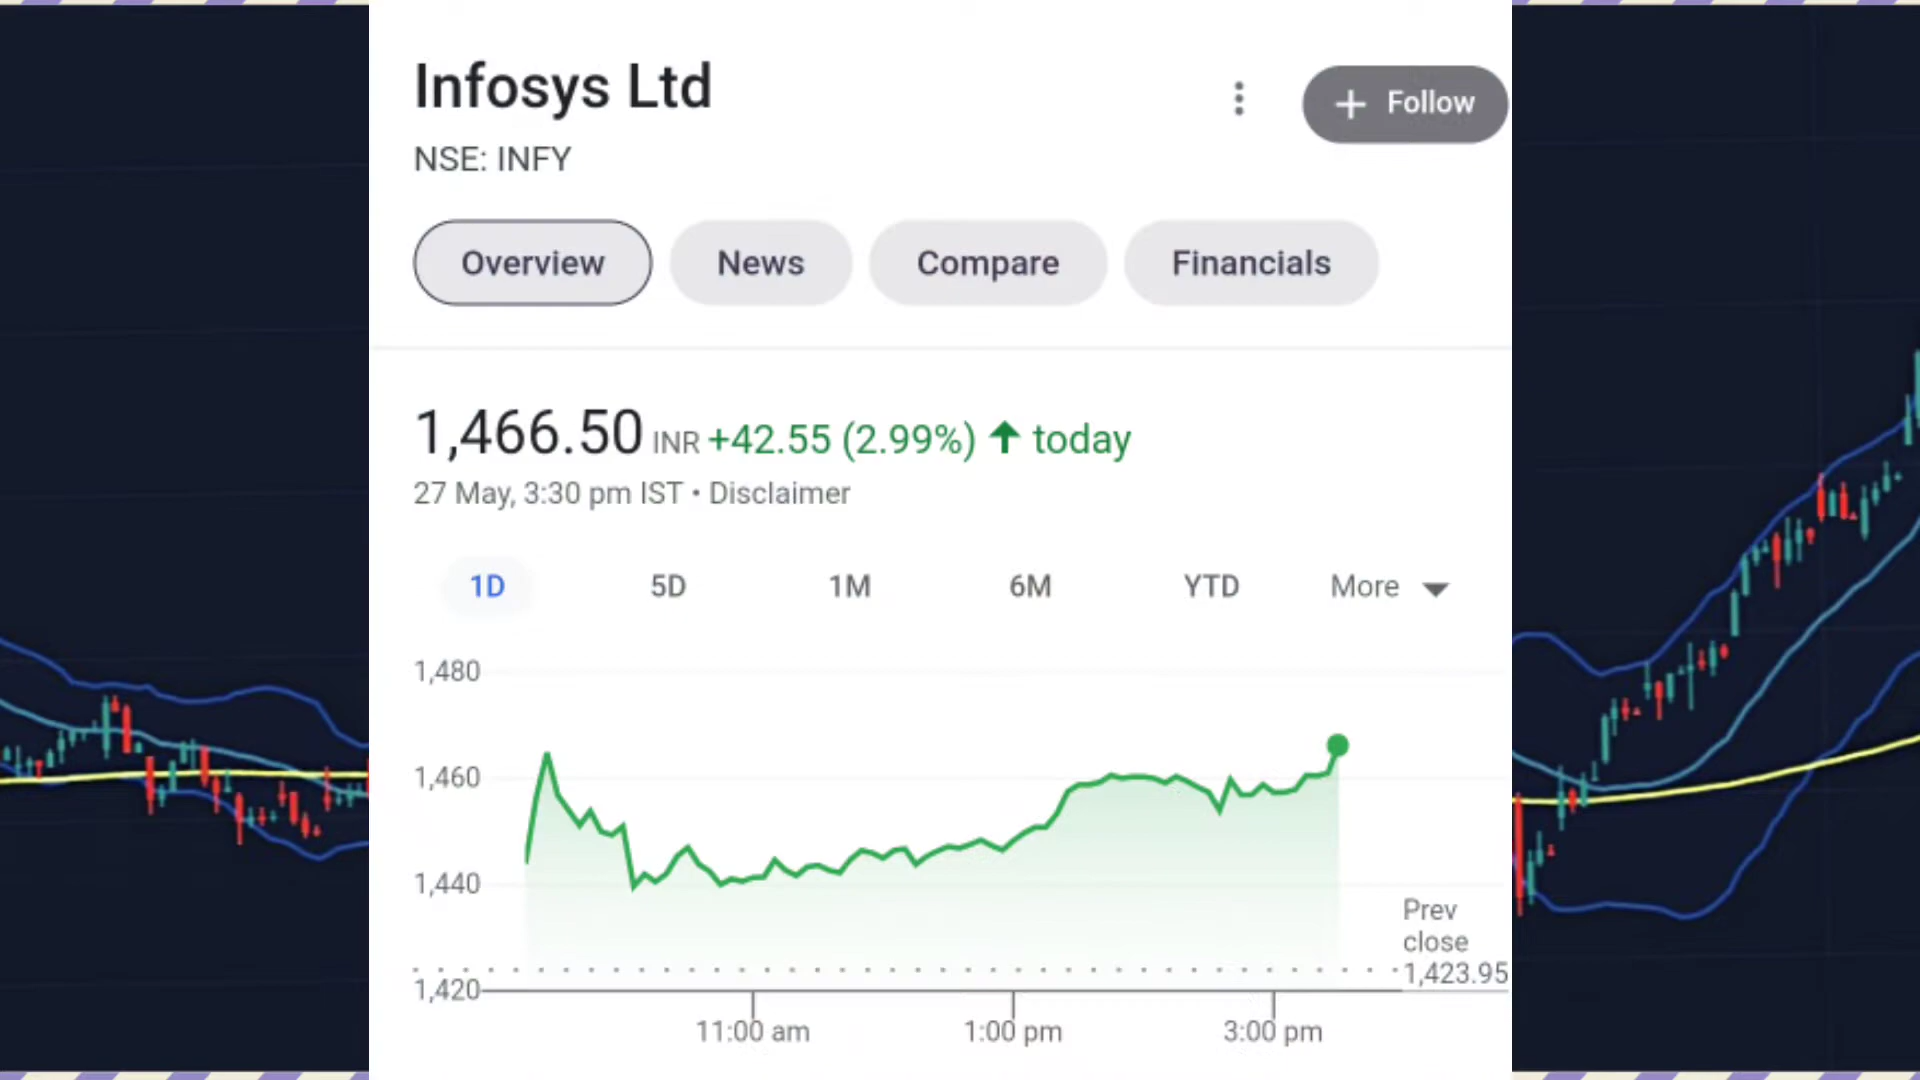 Infosys Ltd
+ Follow
NSE: INFY
Overview News Compare Financials
1,466.50 INR +42.55 (2.99%) ↑ today
27 May, 3:30 pm IST • Disclaimer
1D 5D 1M 6M YTD More
1,480
1,460
1,440
1,420
Prev
close
1,423.95
11:00 am 1:00 pm 3:00 pm